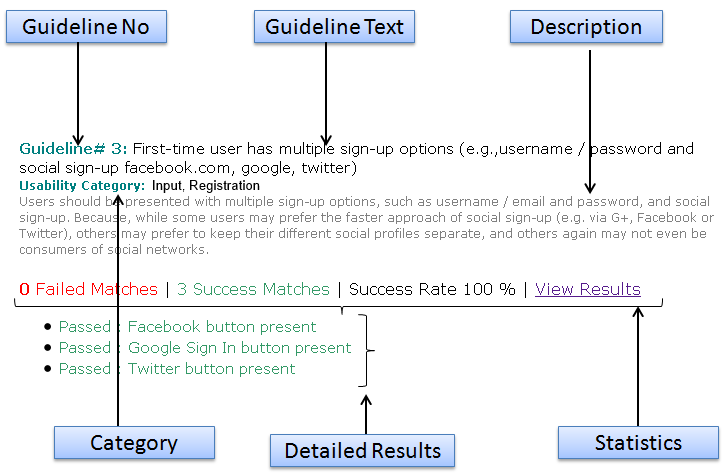 Guideline No
Guideline Text
Description
Guideline# 3: First-time user has multiple sign-up options (e.g.,username / password and
social sign-up facebook.com, google, twitter)
Usability Category: Input, Registration
Users should be presented with multiple sign-up options, such as username / email and password, and social
sign-up. Because, while some users may prefer the faster approach of social sign-up (e.g. via G+, Facebook or
Twitter), others may prefer to keep their different social profiles separate, and others again may not even be
consumers of social networks.
0 Failed Matches | 3 Success Matches | Success Rate 100 % | View Results
• Passed : Facebook button present
• Passed : Google Sign In button present
• Passed : Twitter button present
Category
Detailed Results
Statistics